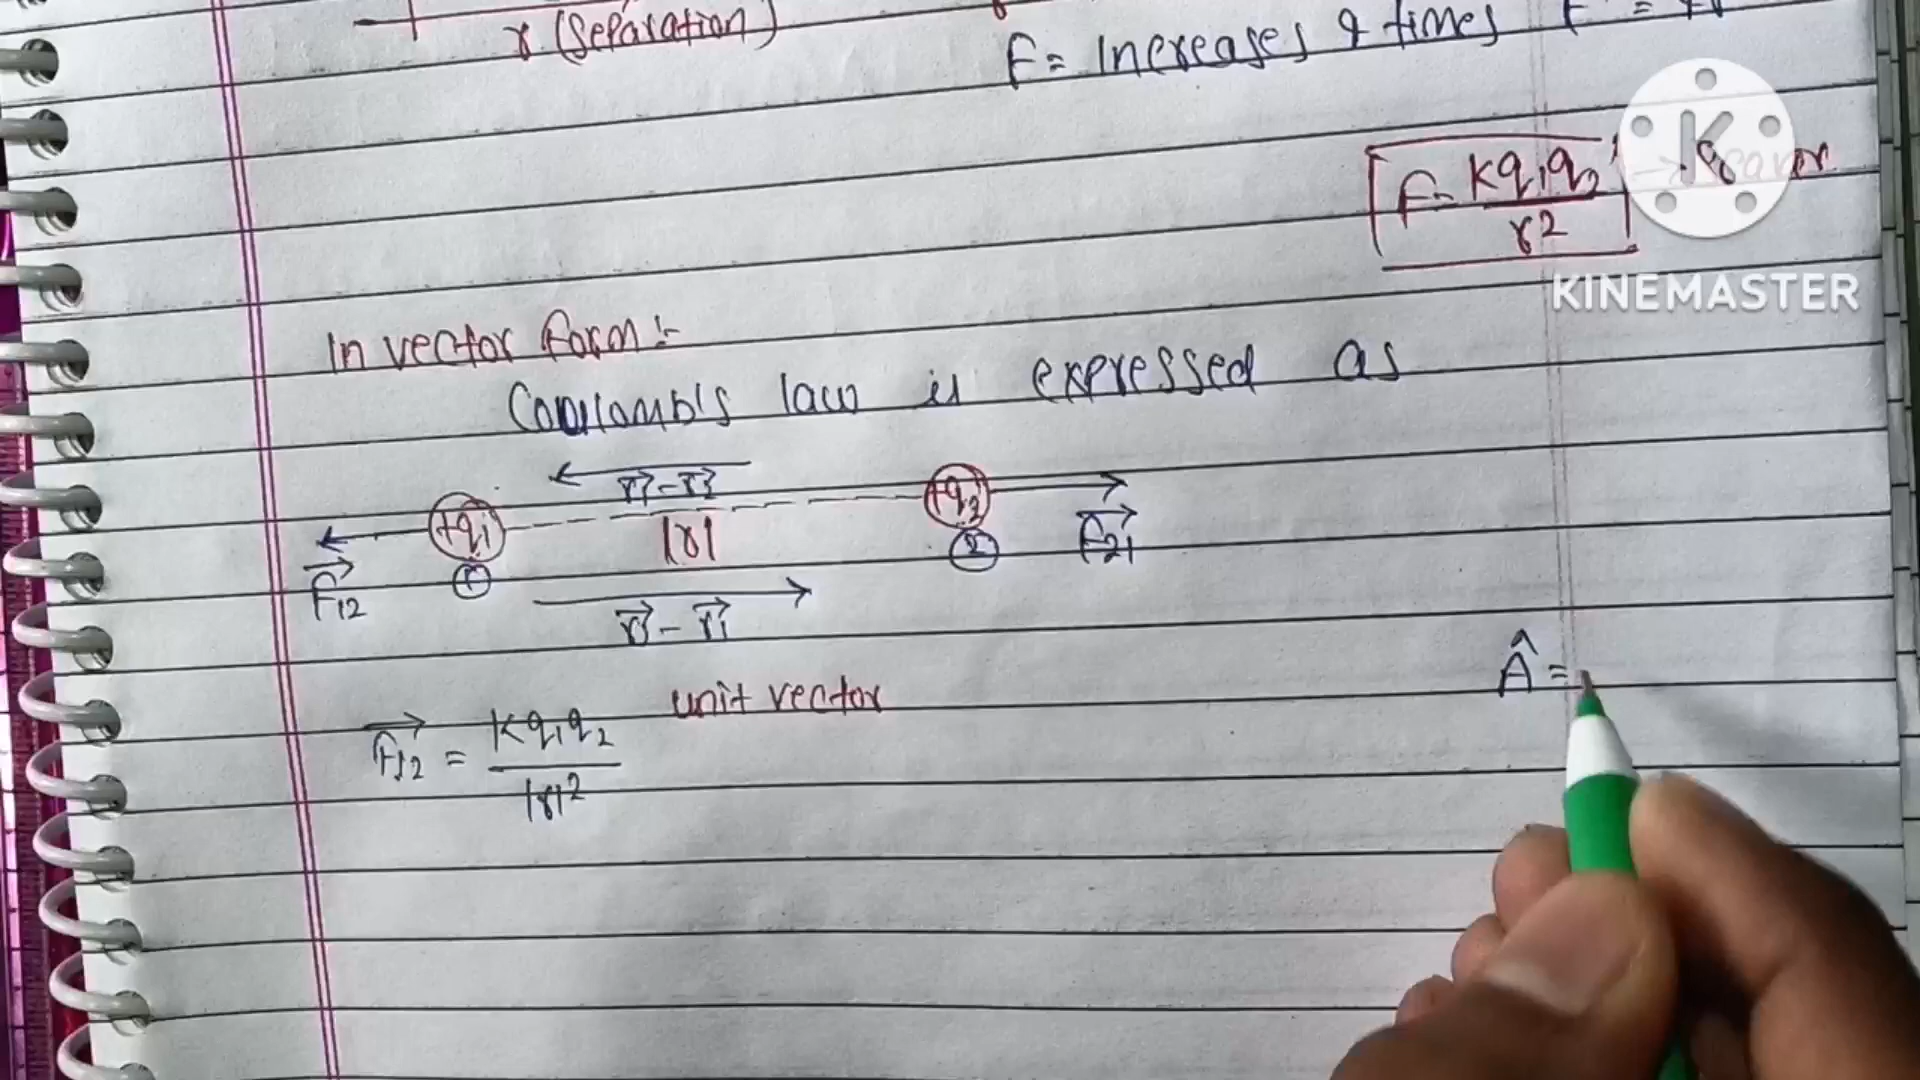 r (Separation)
F = Increases 4 times F =
F = Kq₁q₂ / r²
KINEMASTER
In vector form:-
Coulomb's law is expressed as
r₁ - r₂
+q₁ |r| +q₂
F₁₂ 1 2 F₂₁
r₂ - r₁
Â =
unit vector
F₁₂ = Kq₁q₂ / |r|²